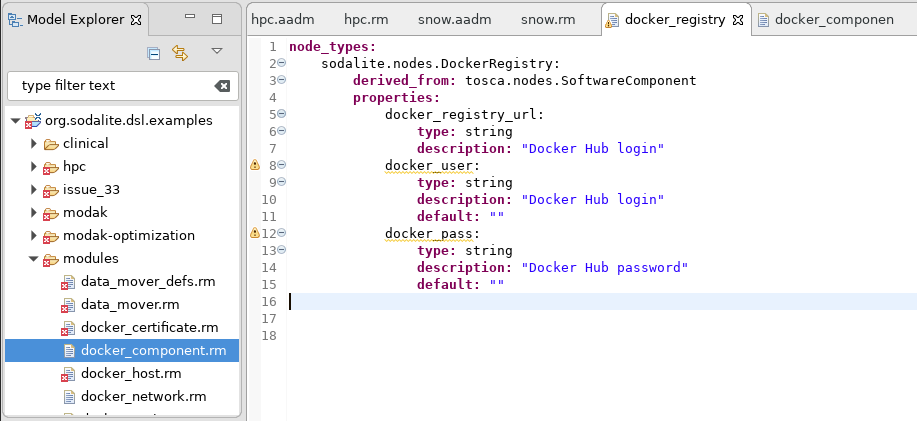 Model Explorer
type filter text
org.sodalite.dsl.examples
clinical
hpc
issue_33
modak
modak-optimization
modules
data_mover_defs.rm
data_mover.rm
docker_certificate.rm
docker_component.rm
docker_host.rm
docker_network.rm
hpc.aadm hpc.rm snow.aadm snow.rm docker_registry docker_componen
1 node_types:
2 sodalite.nodes.DockerRegistry:
3 derived_from: tosca.nodes.SoftwareComponent
4 properties:
5 docker_registry_url:
6 type: string
7 description: "Docker Hub login"
8 docker_user:
9 type: string
10 description: "Docker Hub login"
11 default: ""
12 docker_pass:
13 type: string
14 description: "Docker Hub password"
15 default: ""
16
17
18